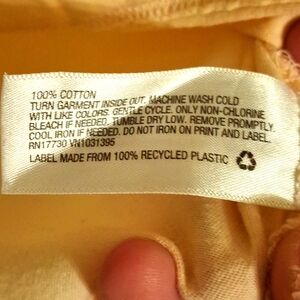 100% COTTON
TURN GARMENT INSIDE OUT. MACHINE WASH COLD
WITH LIKE COLORS. GENTLE CYCLE. ONLY NON-CHLORINE
BLEACH IF NEEDED. TUMBLE DRY LOW. REMOVE PROMPTLY.
COOL IRON IF NEEDED. DO NOT IRON ON PRINT AND LABEL.
RN17730 VN1031395
LABEL MADE FROM 100% RECYCLED PLASTIC